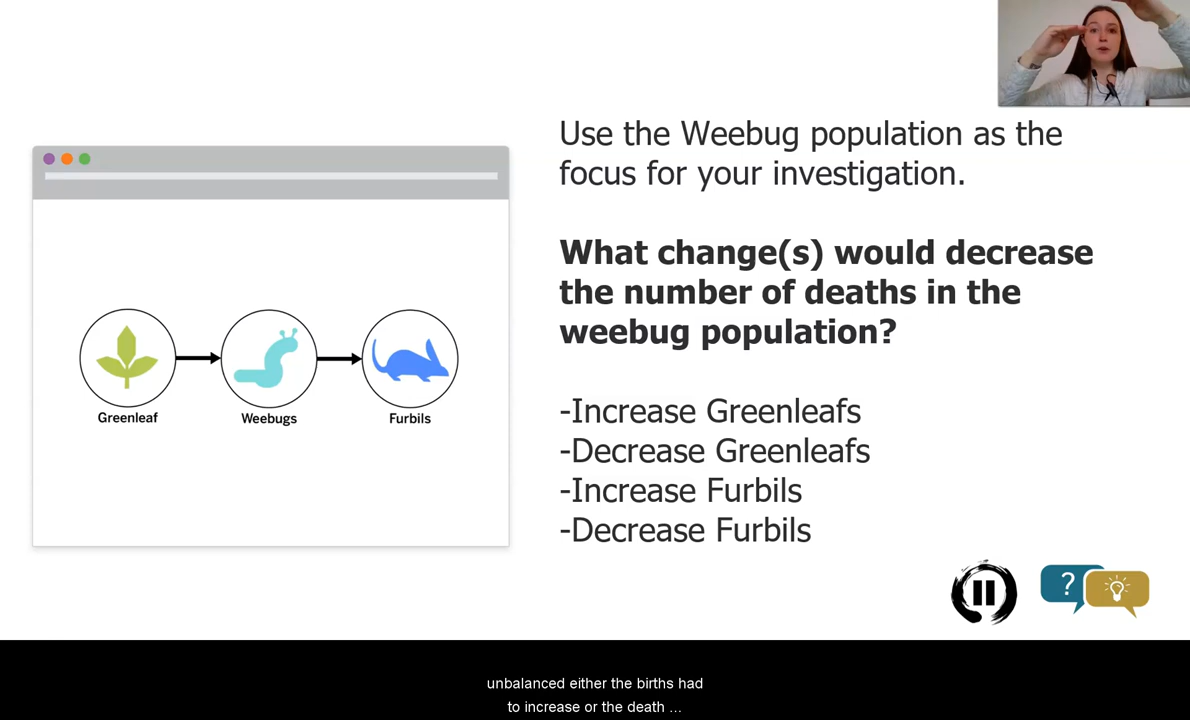 Use the Weebug population as the
focus for your investigation.
What change(s) would decrease
the number of deaths in the
weebug population?
-Increase Greenleafs
-Decrease Greenleafs
-Increase Furbils
-Decrease Furbils
Greenleaf
Weebugs
Furbils
?
unbalanced either the births had
to increase or the death ...